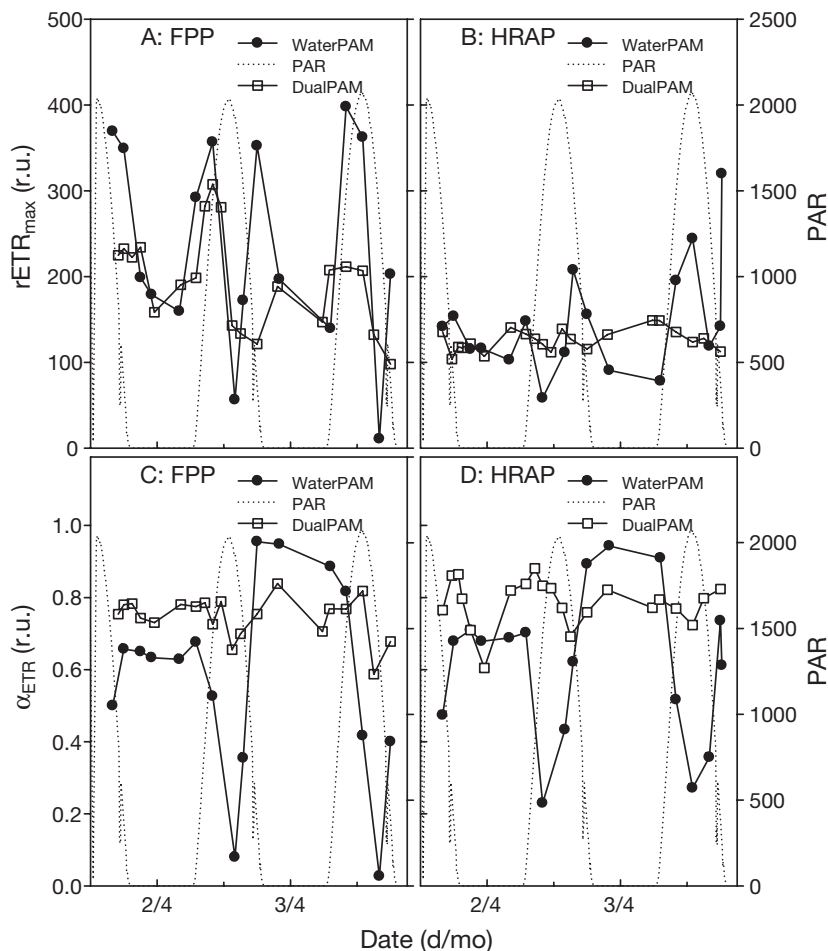 A: FPP
WaterPAM
PAR
DualPAM
B: HRAP
WaterPAM
PAR
DualPAM
500
400
300
200
100
0
rETRmax (r.u.)
2500
2000
1500
1000
500
0
PAR
C: FPP
WaterPAM
PAR
DualPAM
D: HRAP
WaterPAM
PAR
DualPAM
1.0
0.8
0.6
0.4
0.2
0.0
αETR (r.u.)
2000
1500
1000
500
0
PAR
2/4
3/4
2/4
3/4
Date (d/mo)